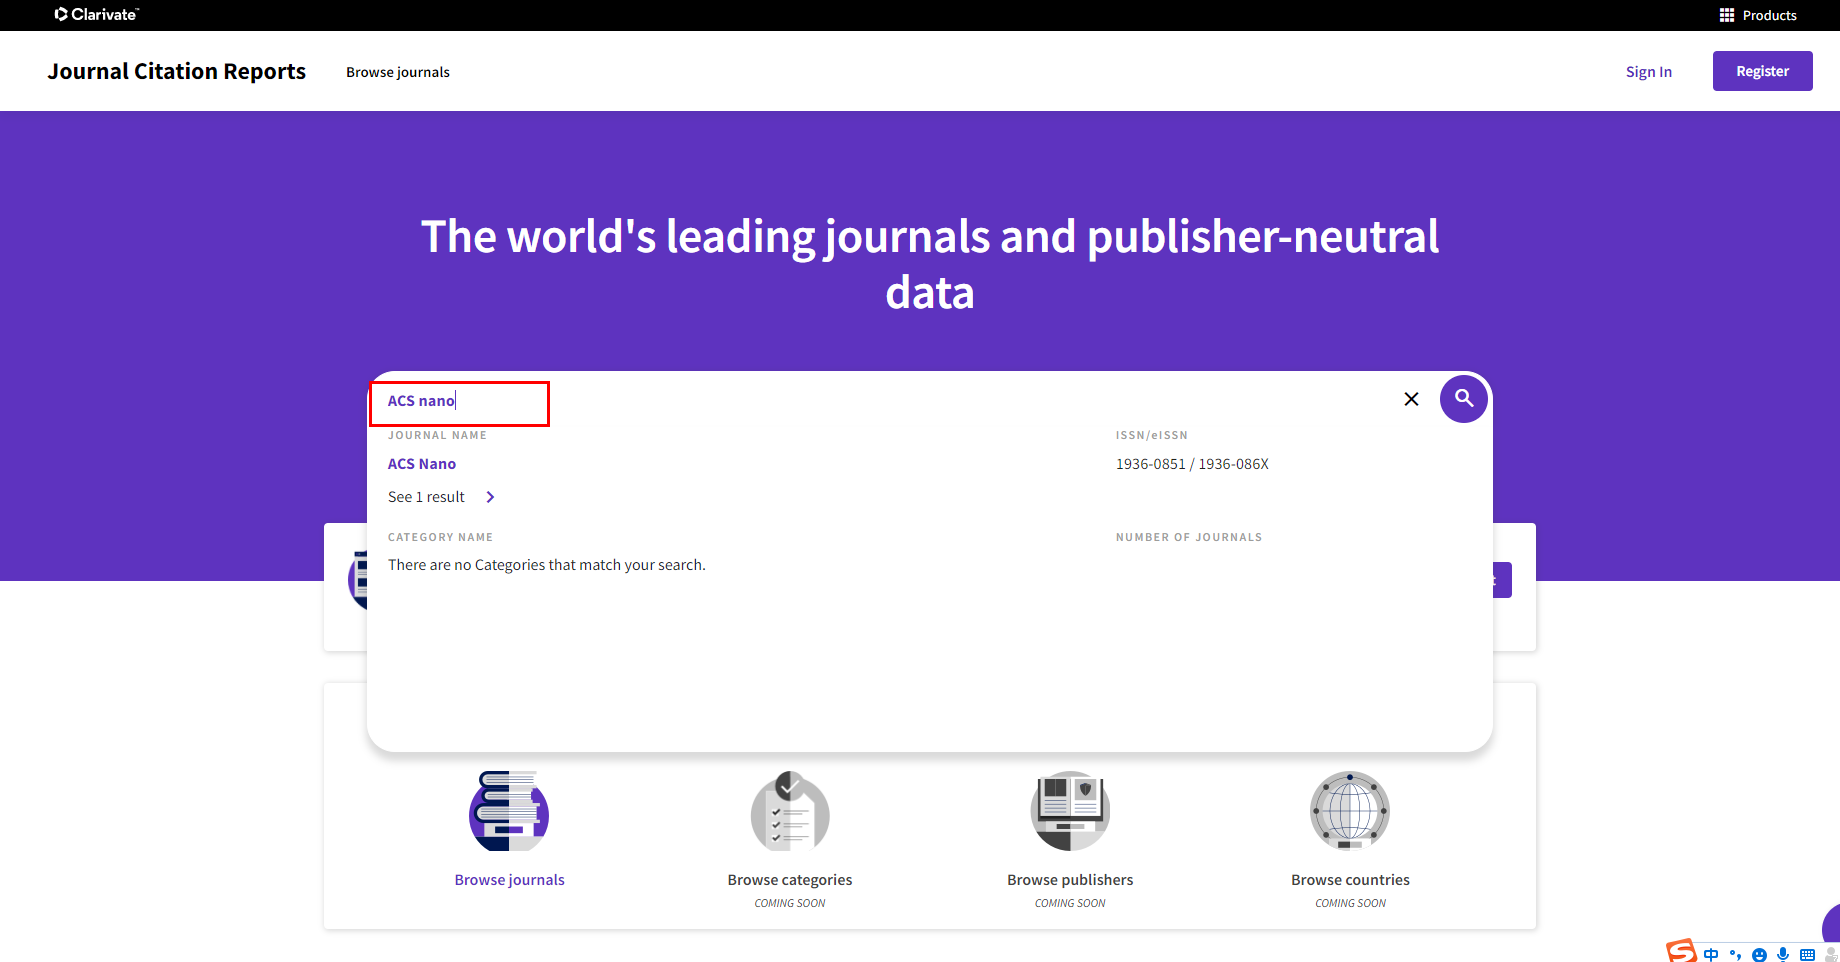 Clarivate™
Products
Journal Citation Reports
Browse journals
Sign In
Register
The world's leading journals and publisher-neutral
data
ACS nano
JOURNAL NAME
ISSN/eISSN
ACS Nano
1936-0851 / 1936-086X
See 1 result
CATEGORY NAME
NUMBER OF JOURNALS
There are no Categories that match your search.
Browse journals
Browse categories
COMING SOON
Browse publishers
COMING SOON
Browse countries
COMING SOON
中